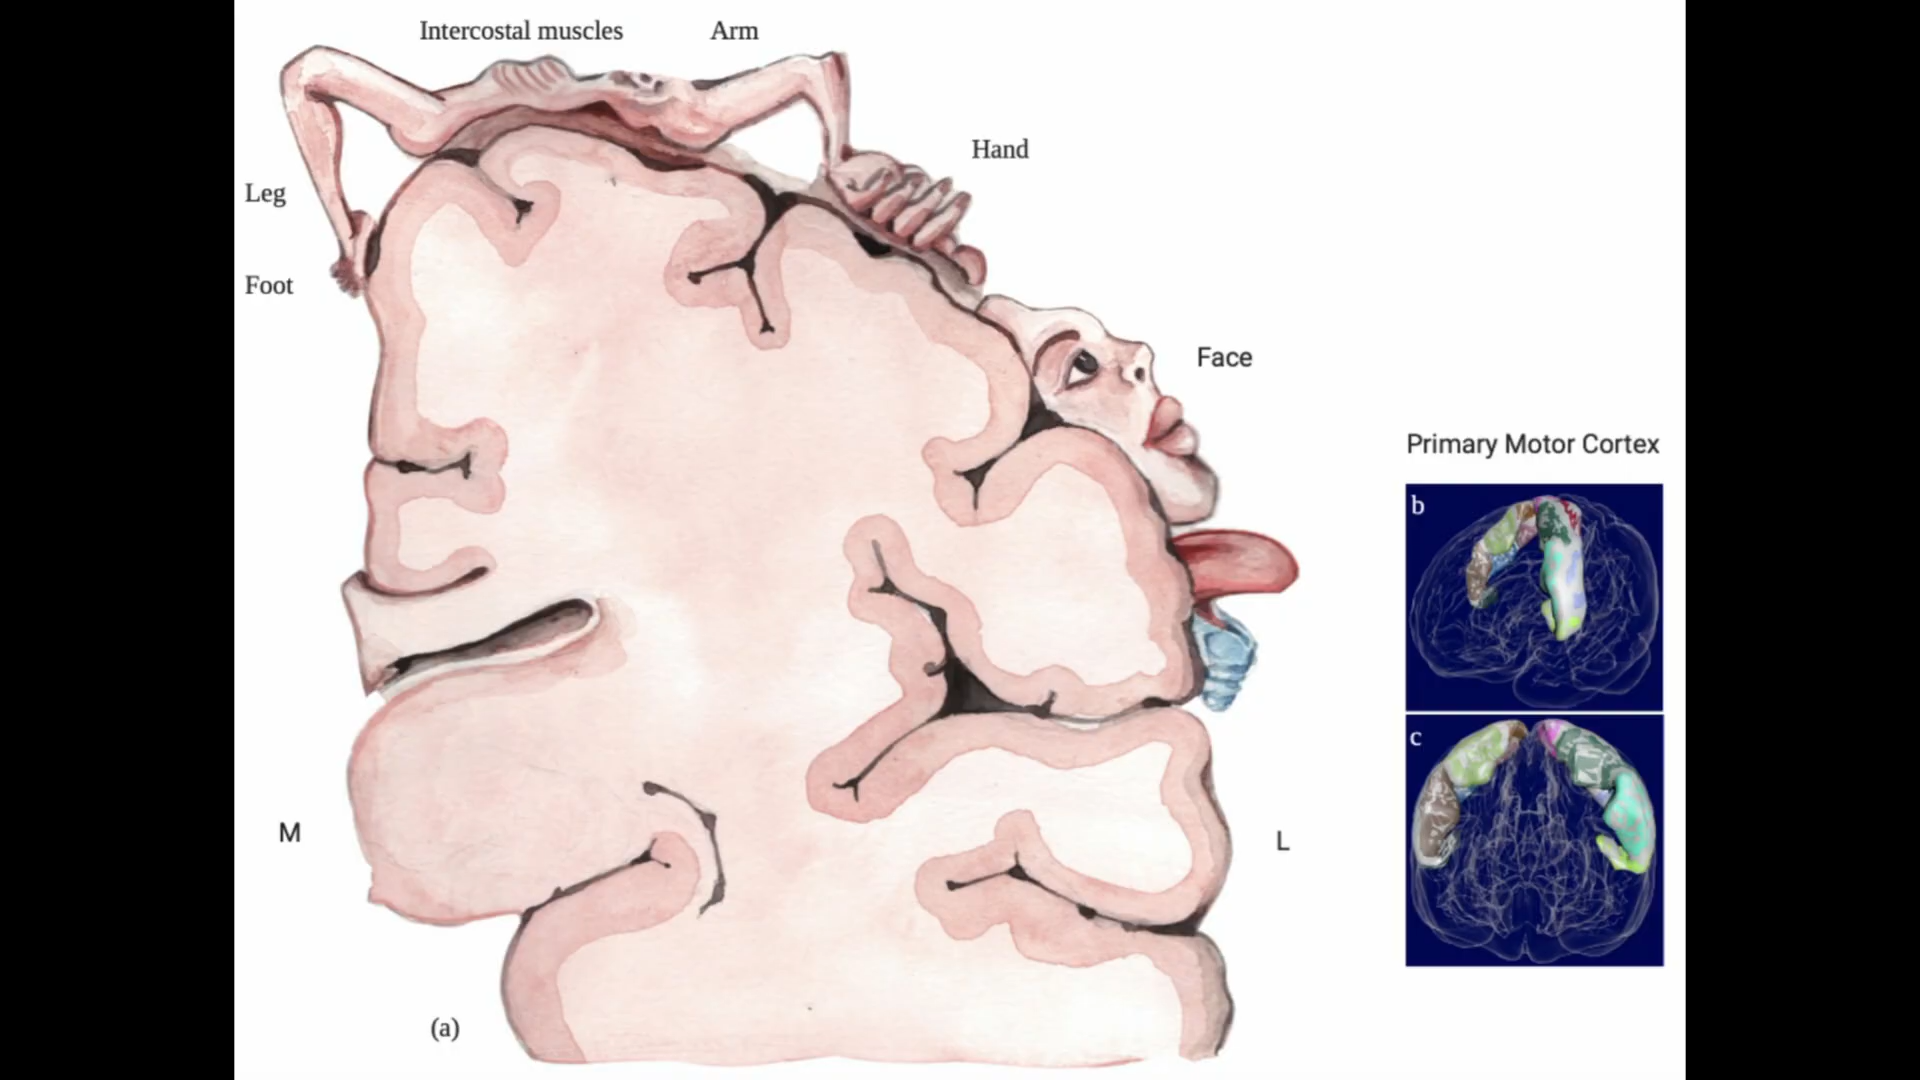 Intercostal muscles
Arm
Hand
Leg
Foot
Face
Primary Motor Cortex
b
c
M
L
(a)